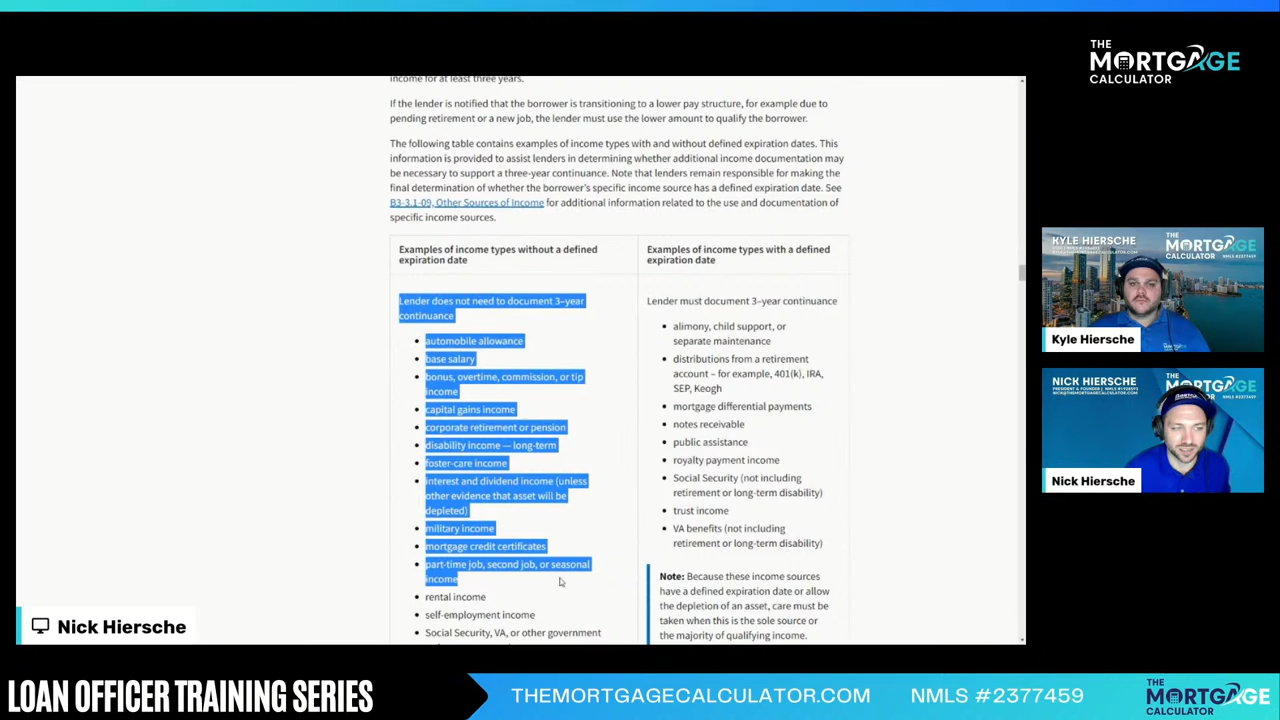 THE
MORTGAGE
CALCULATOR
income for at least three years.
If the lender is notified that the borrower is transitioning to a lower pay structure, for example due to
pending retirement or a new job, the lender must use the lower amount to qualify the borrower.
The following table contains examples of income types with and without defined expiration dates. This
information is provided to assist lenders in determining whether additional income documentation may
be necessary to support a three-year continuance. Note that lenders remain responsible for making the
final determination of whether the borrower's specific income source has a defined expiration date. See
B3-3.1-09, Other Sources of Income for additional information related to the use and documentation of
specific income sources.
Examples of income types without a defined
expiration date
Lender does not need to document 3–year
continuance
• automobile allowance
• base salary
• bonus, overtime, commission, or tip
income
• capital gains income
• corporate retirement or pension
• disability income — long-term
• foster-care income
• interest and dividend income (unless
other evidence that asset will be
depleted)
• military income
• mortgage credit certificates
• part-time job, second job, or seasonal
income
• rental income
• self-employment income
• Social Security, VA, or other government
Examples of income types with a defined
expiration date
Lender must document 3–year continuance
• alimony, child support, or
separate maintenance
• distributions from a retirement
account – for example, 401(k), IRA,
SEP, Keogh
• mortgage differential payments
• notes receivable
• public assistance
• royalty payment income
• Social Security (not including
retirement or long-term disability)
• trust income
• VA benefits (not including
retirement or long-term disability)
Note: Because these income sources
have a defined expiration date or allow
the depletion of an asset, care must be
taken when this is the sole source or
the majority of qualifying income.
KYLE HIERSCHE
THE
MORTGAGE
CALCULATOR
NMLS #2377459
Kyle Hiersche
NICK HIERSCHE
PRESIDENT & FOUNDER
THE
MORTGAGE
CALCULATOR
NMLS #2377459
Nick Hiersche
Nick Hiersche
LOAN OFFICER TRAINING SERIES
THEMORTGAGECALCULATOR.COM
NMLS #2377459
THE
MORTGAGE
CALCULATOR